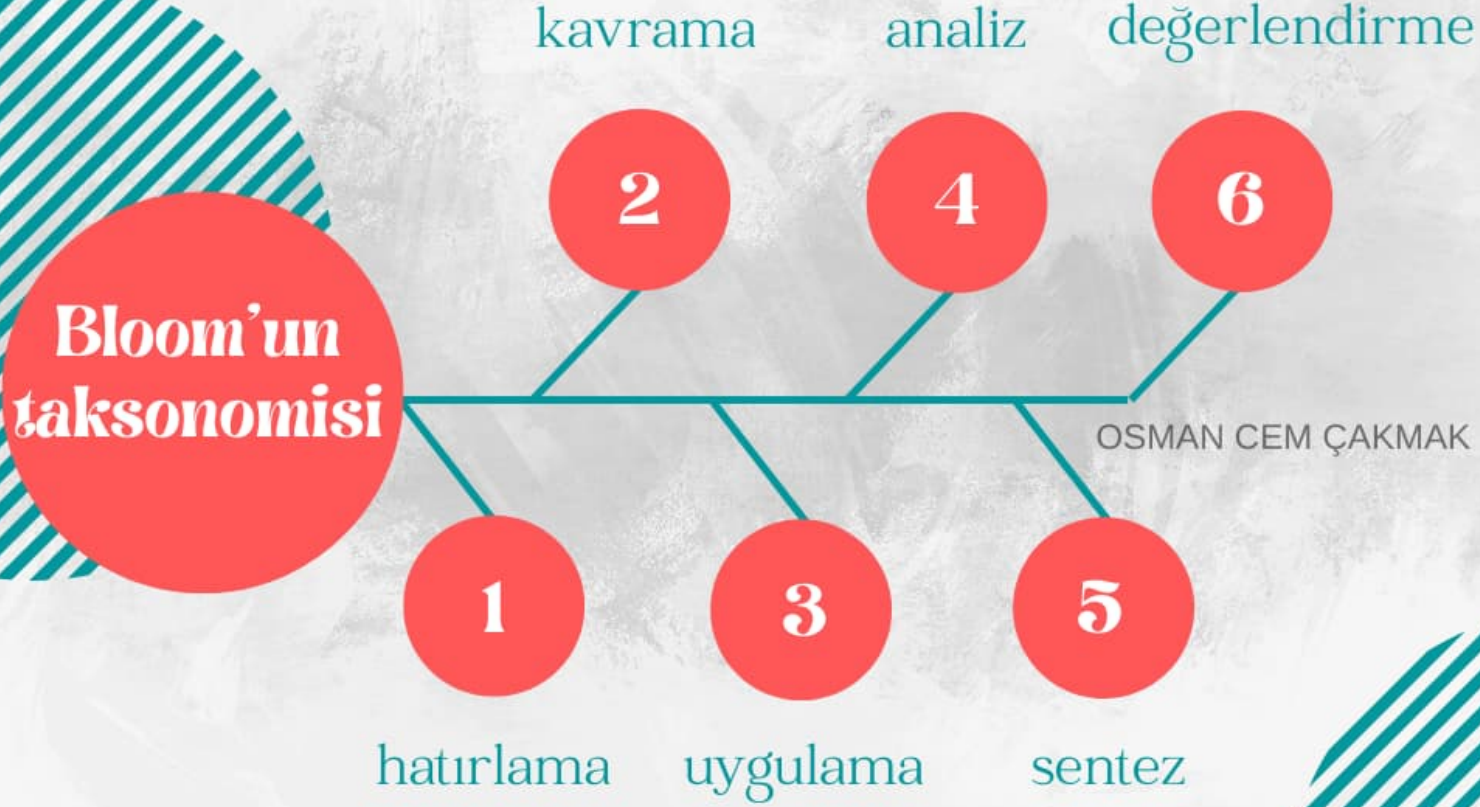 kavrama
analiz
değerlendirme
2
4
6
Bloom'un
taksonomisi
OSMAN CEM ÇAKMAK
1
3
5
hatırlama
uygulama
sentez